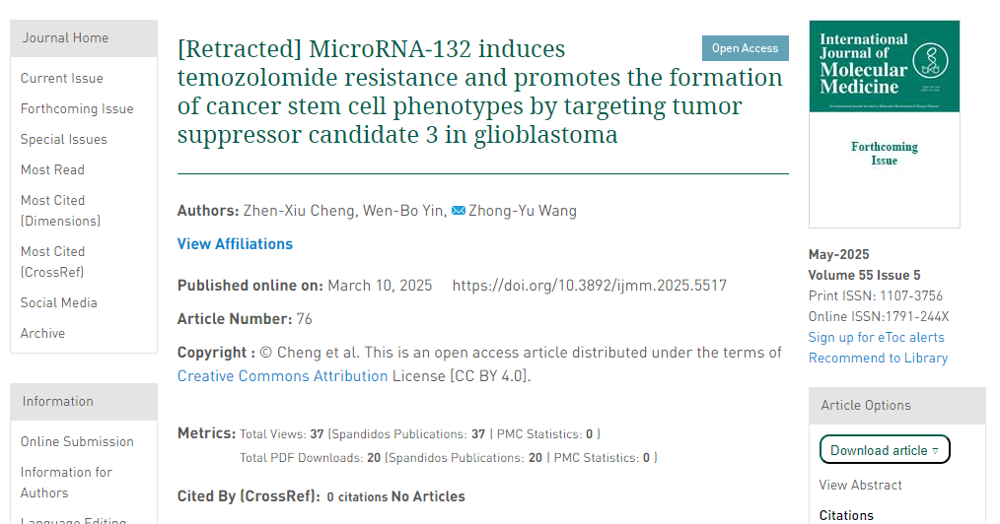 Journal Home
Current Issue
Forthcoming Issue
Special Issues
Most Read
Most Cited
(Dimensions)
Most Cited
(CrossRef)
Social Media
Archive
Information
Online Submission
Information for
Authors
Language Editing
[Retracted] MicroRNA-132 induces
temozolomide resistance and promotes the formation
of cancer stem cell phenotypes by targeting tumor
suppressor candidate 3 in glioblastoma
Open Access
Authors: Zhen-Xiu Cheng, Wen-Bo Yin, Zhong-Yu Wang
View Affiliations
Published online on: March 10, 2025 https://doi.org/10.3892/ijmm.2025.5517
Article Number: 76
Copyright : © Cheng et al. This is an open access article distributed under the terms of
Creative Commons Attribution License [CC BY 4.0].
Metrics: Total Views: 37 (Spandidos Publications: 37 | PMC Statistics: 0 )
Total PDF Downloads: 20 (Spandidos Publications: 20 | PMC Statistics: 0 )
Cited By (CrossRef): 0 citations No Articles
International
Journal of
Molecular
Medicine
Forthcoming
Issue
May-2025
Volume 55 Issue 5
Print ISSN: 1107-3756
Online ISSN:1791-244X
Sign up for eToc alerts
Recommend to Library
Article Options
Download article ▿
View Abstract
Citations